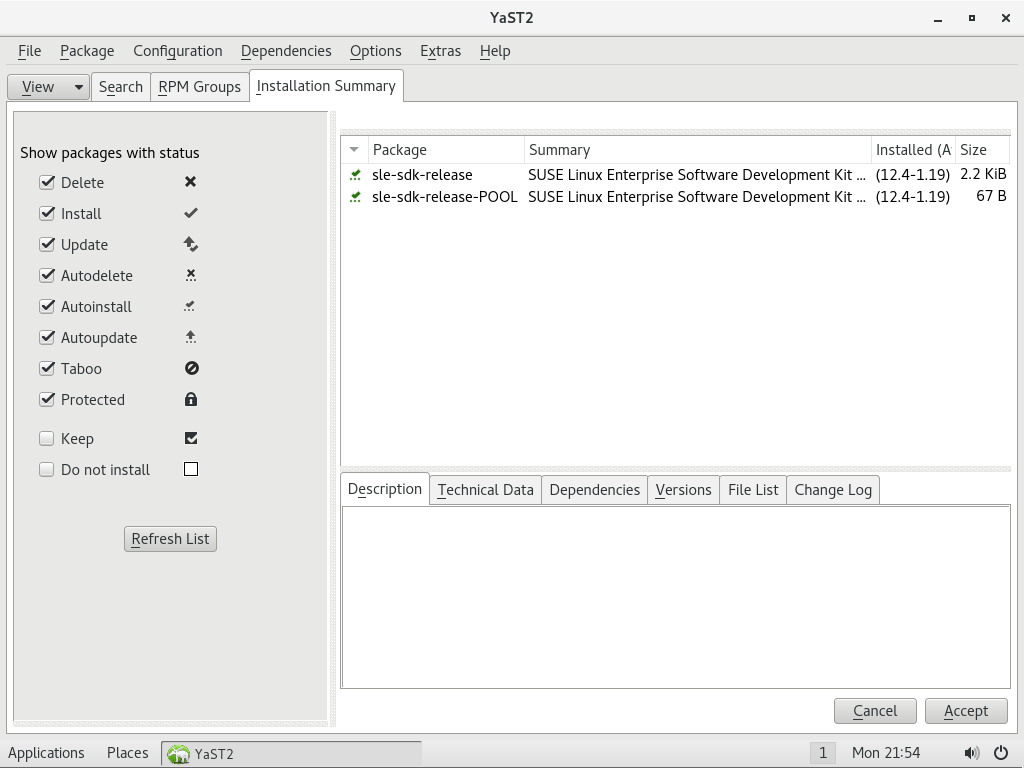 YaST2
File Package Configuration Dependencies Options Extras Help
View Search RPM Groups Installation Summary
Show packages with status
Delete
Install
Update
Autodelete
Autoinstall
Autoupdate
Taboo
Protected
Keep
Do not install
Refresh List
Package Summary Installed (A Size
sle-sdk-release SUSE Linux Enterprise Software Development Kit ... (12.4-1.19) 2.2 KiB
sle-sdk-release-POOL SUSE Linux Enterprise Software Development Kit ... (12.4-1.19) 67 B
Description Technical Data Dependencies Versions File List Change Log
Cancel Accept
Applications Places YaST2 1 Mon 21:54